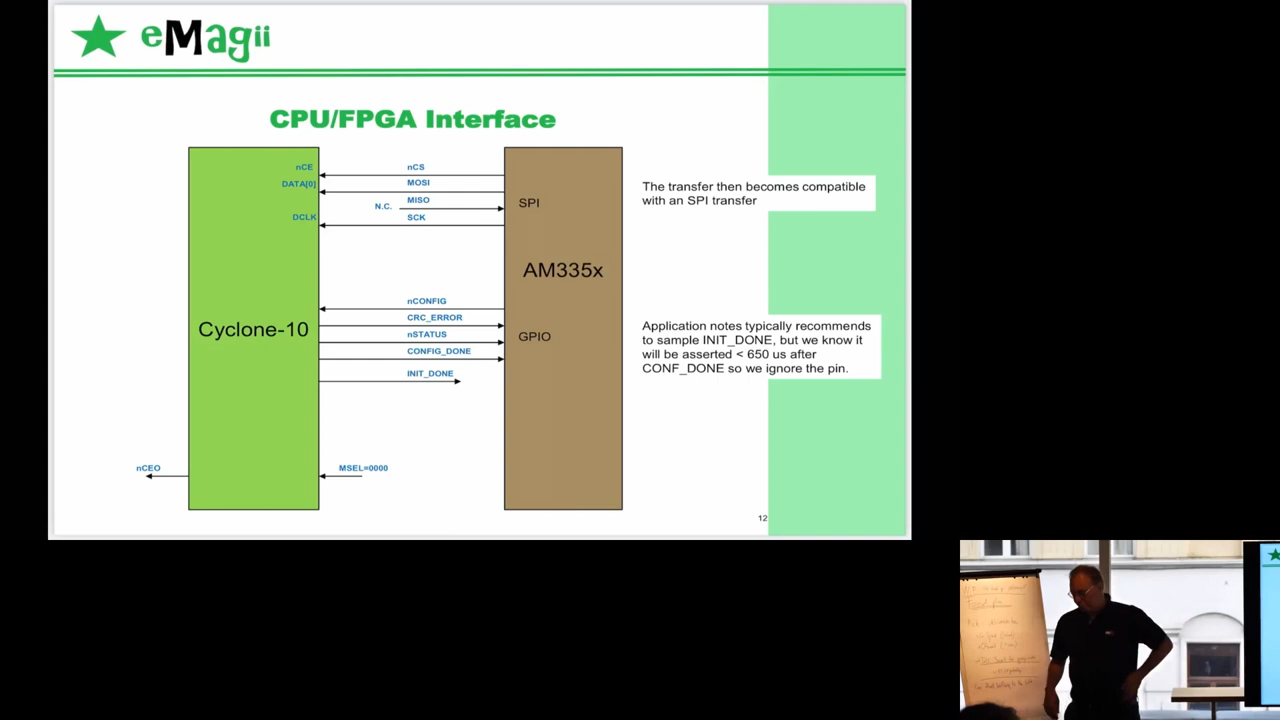 eMagii
CPU/FPGA Interface
nCE
nCS
DATA[0]
MOSI
N.C.
MISO
SPI
DCLK
SCK
The transfer then becomes compatible
with an SPI transfer
AM335x
nCONFIG
CRC_ERROR
Cyclone-10
nSTATUS
GPIO
CONFIG_DONE
INIT_DONE
Application notes typically recommends
to sample INIT_DONE, but we know it
will be asserted < 650 us after
CONF_DONE so we ignore the pin.
nCEO
MSEL=0000
12